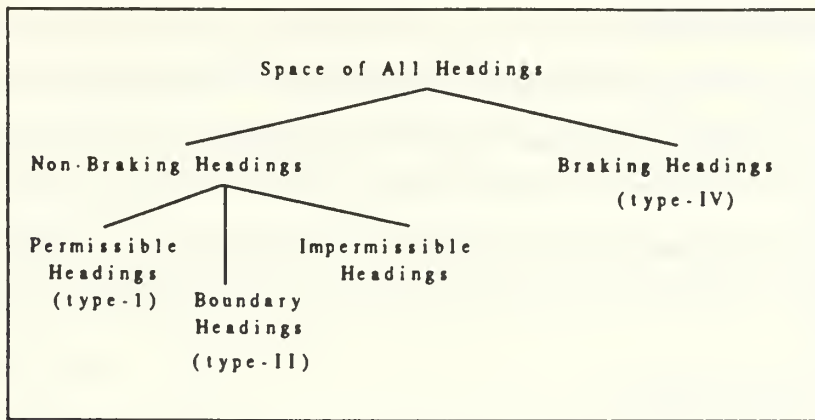 Space of All Headings
Non-Braking Headings
Braking Headings
(type-IV)
Permissible
Headings
(type-1)
Boundary
Headings
(type-II)
Impermissible
Headings